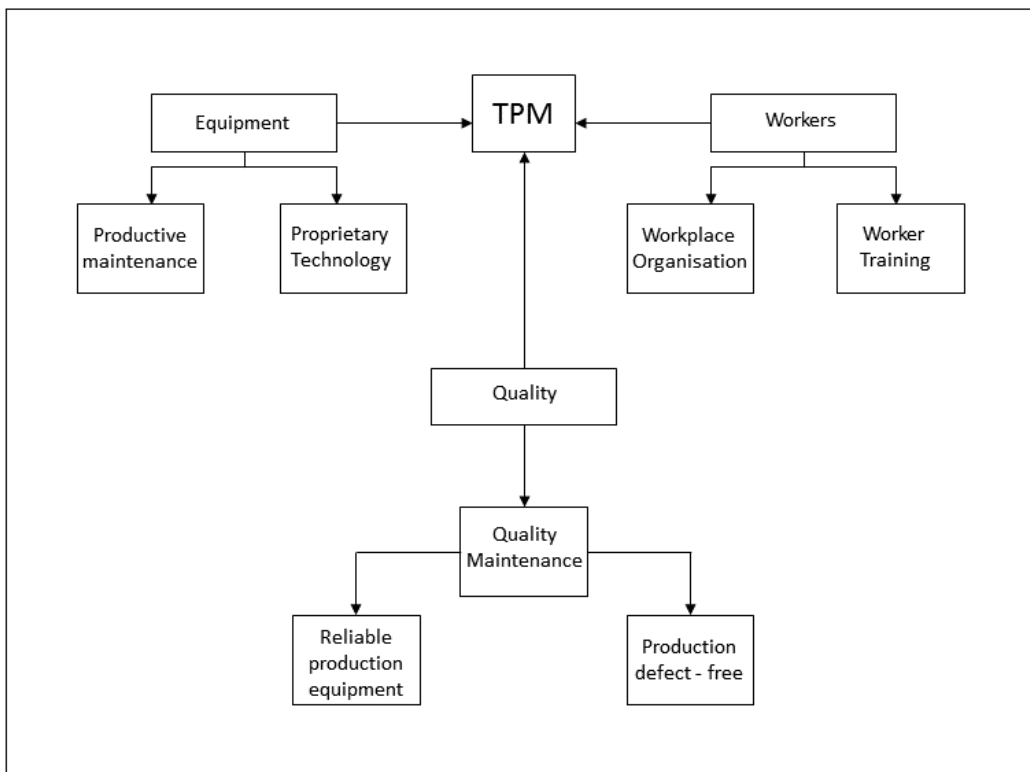 TPM
Equipment
Workers
Productive
maintenance
Proprietary
Technology
Workplace
Organisation
Worker
Training
Quality
Quality
Maintenance
Reliable
production
equipment
Production
defect - free